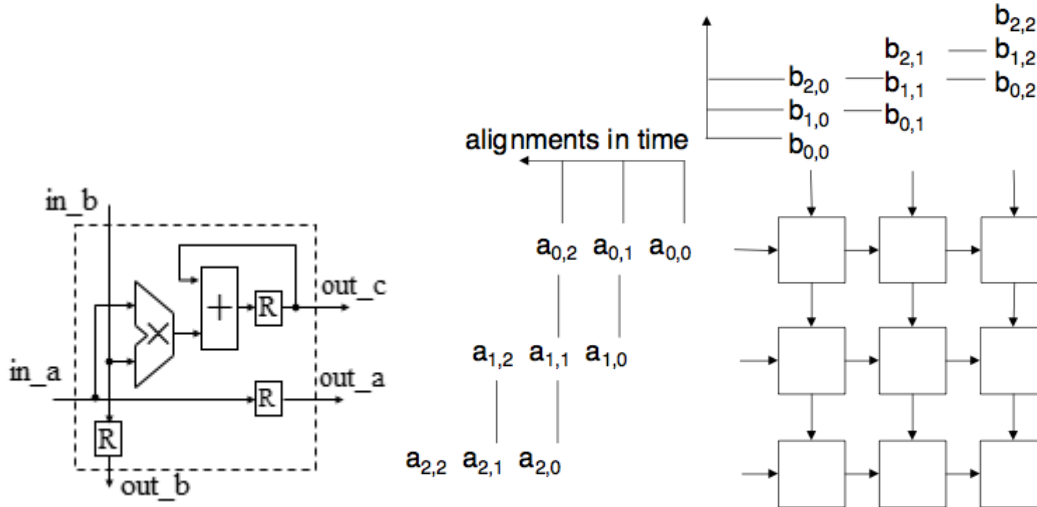 b2,2
b2,1 b1,2
b2,0 b1,1 b0,2
b1,0 b0,1
alignments in time b0,0
in_b
a0,2 a0,1 a0,0
+ R out_c
×
a1,2 a1,1 a1,0
in_a R out_a
R
a2,2 a2,1 a2,0
out_b